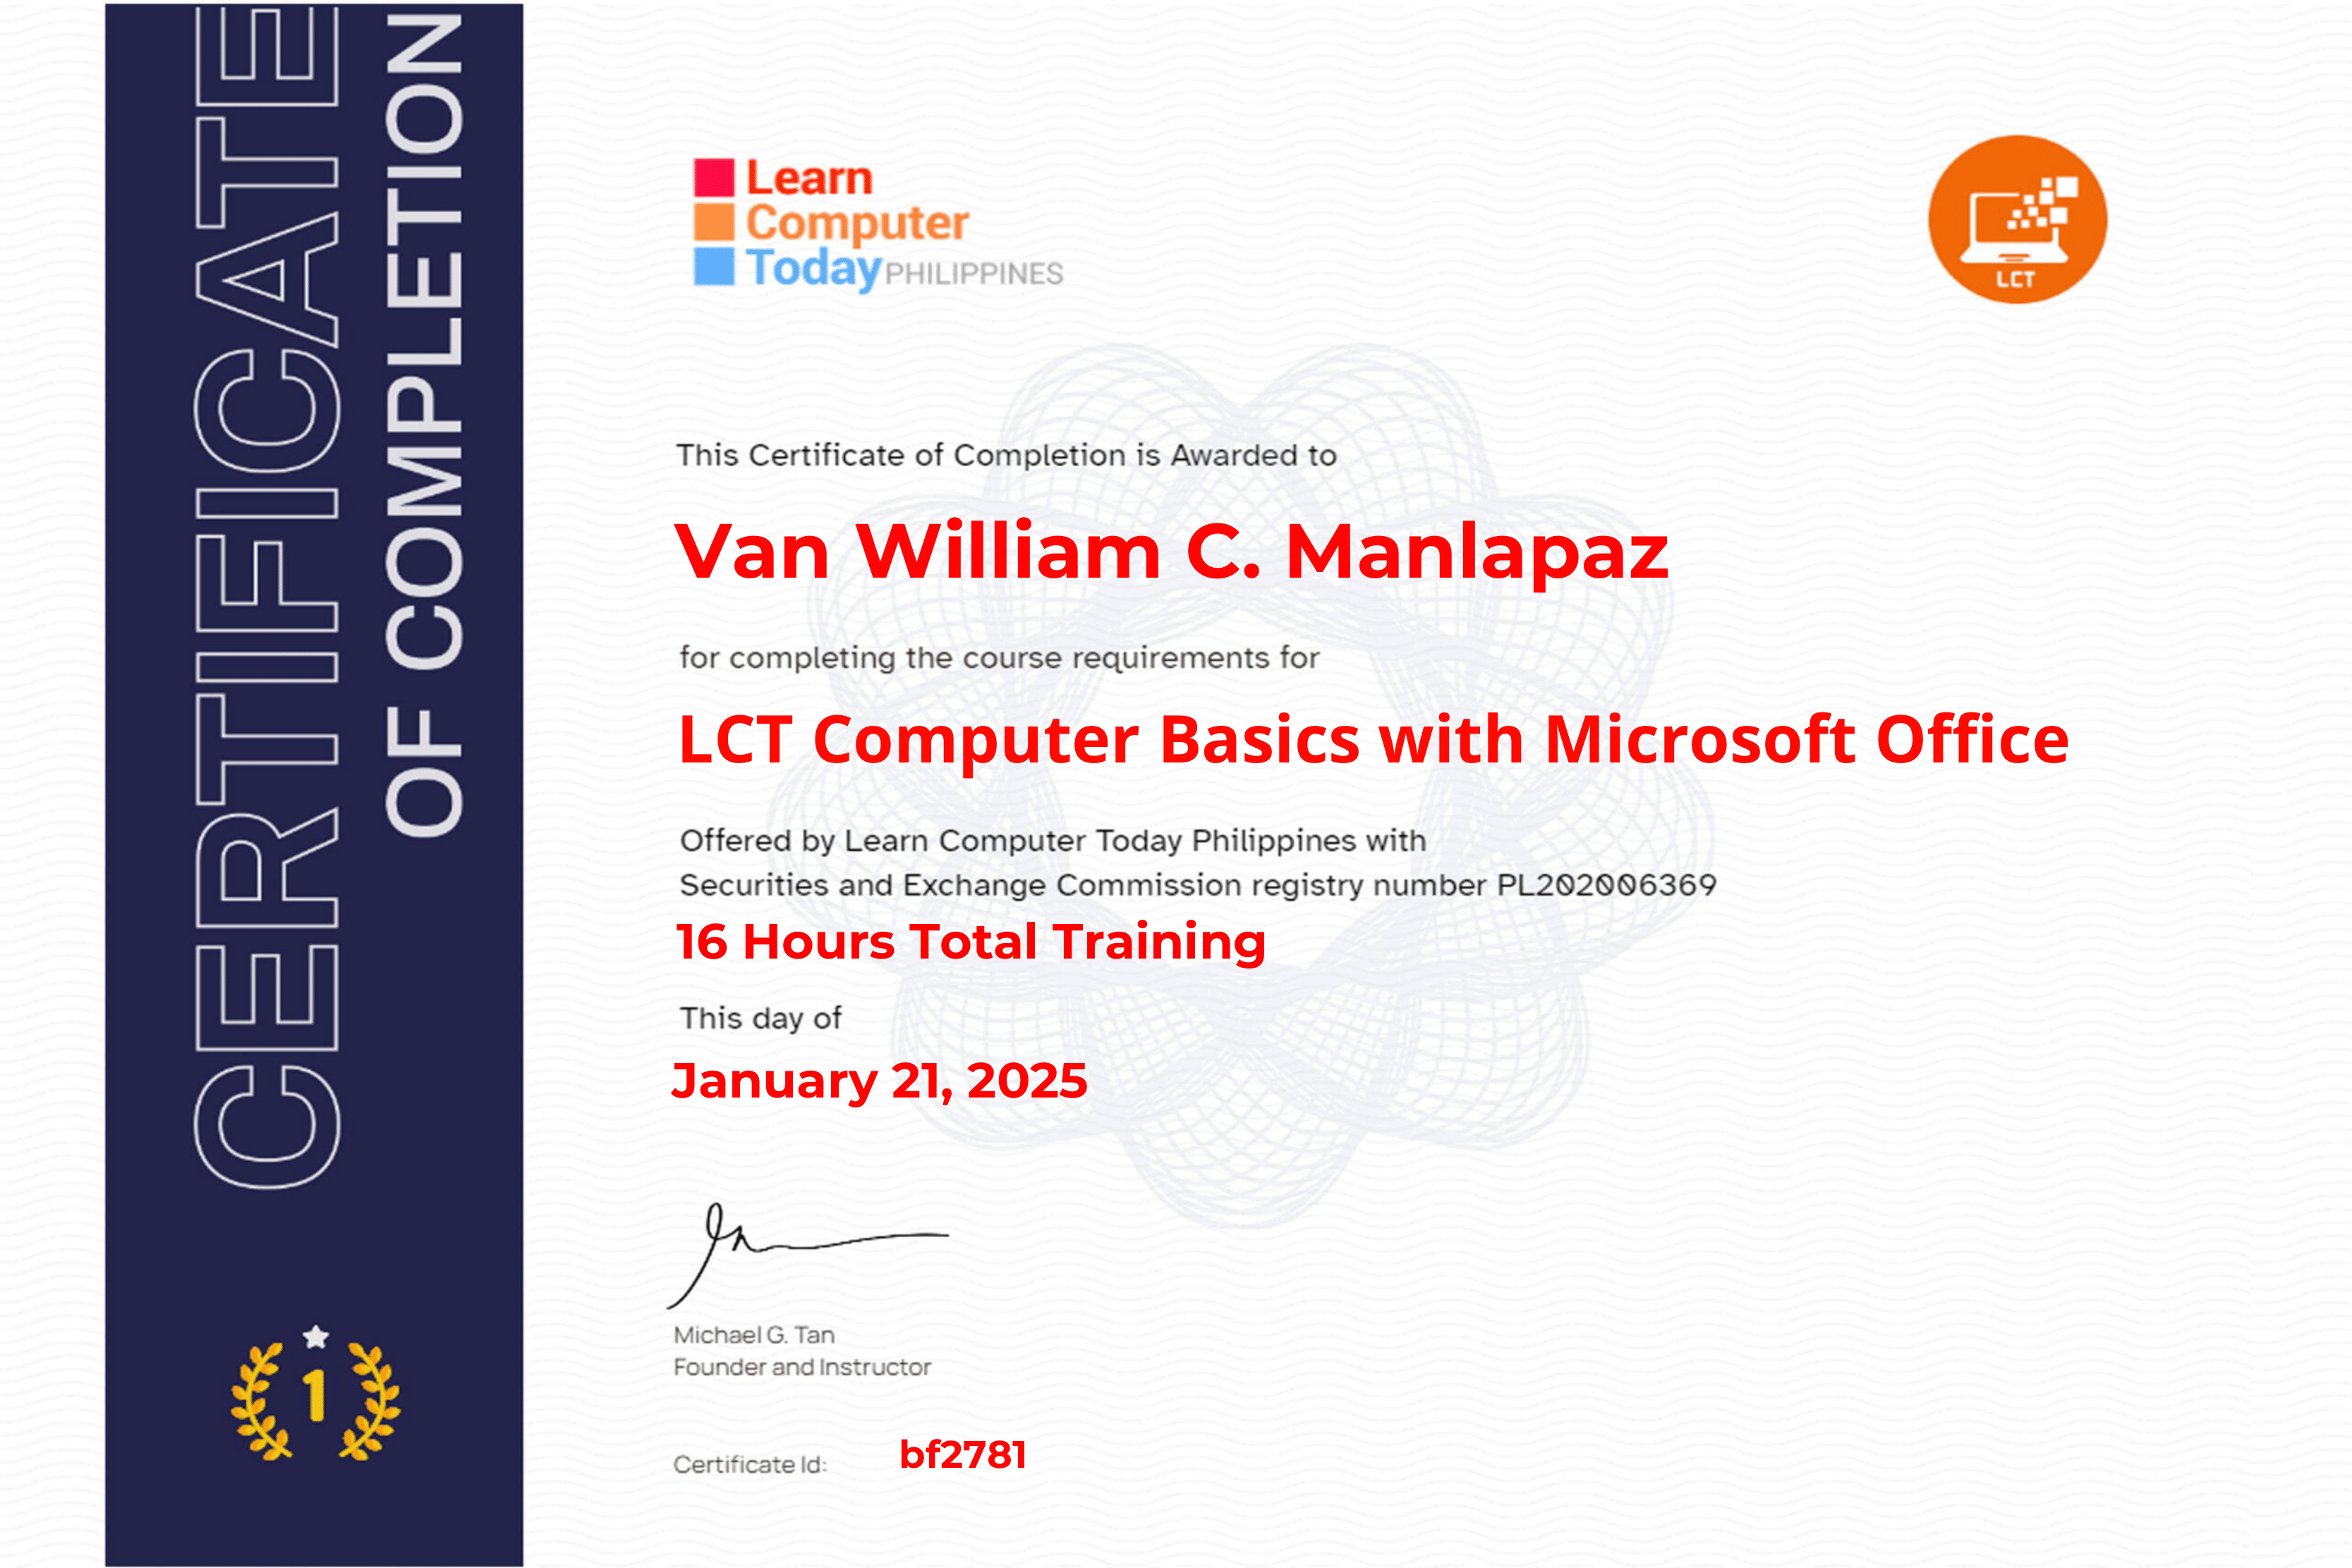 CERTIFICATE
OF COMPLETION
Learn
Computer
Today PHILIPPINES
LCT
This Certificate of Completion is Awarded to
Van William C. Manlapaz
for completing the course requirements for
LCT Computer Basics with Microsoft Office
Offered by Learn Computer Today Philippines with
Securities and Exchange Commission registry number PL202006369
16 Hours Total Training
This day of
January 21, 2025
Michael G. Tan
Founder and Instructor
1
Certificate Id: bf2781